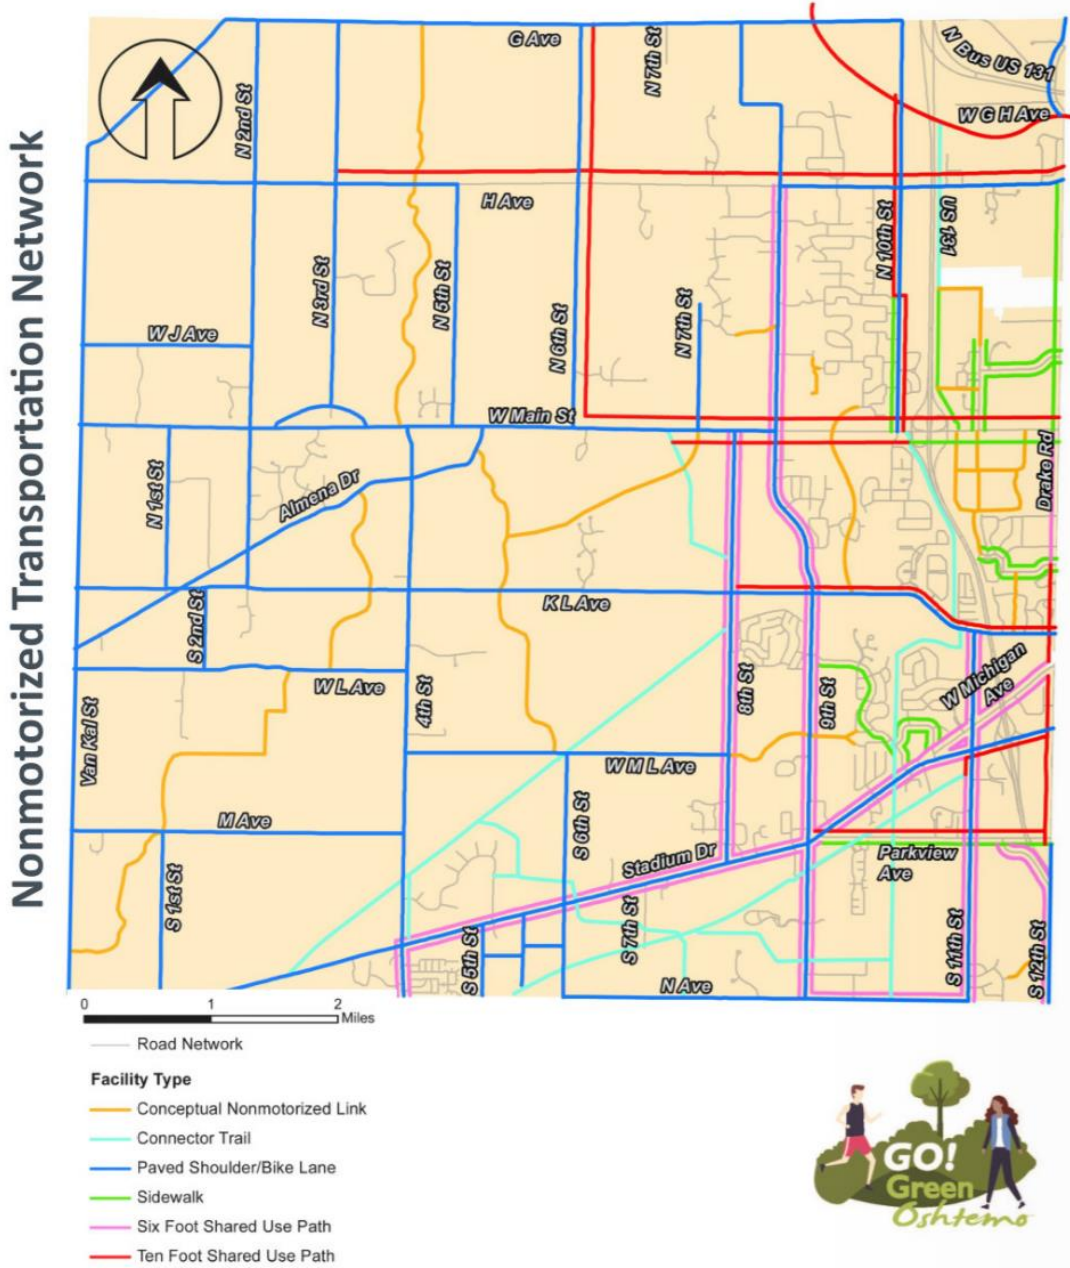 Nonmotorized Transportation Network
G Ave
N 7th St
N Bus US 131
W G H Ave
N 2nd St
H Ave
N 10th St
US 131
N 3rd St
N 5th St
N 6th St
N 7th St
W J Ave
W Main St
Drake Rd
N 1st St
Almena Dr
K L Ave
S 2nd St
W L Ave
4th St
8th St
9th St
W Michigan
Ave
Van Kal St
W M L Ave
M Ave
S 6th St
Stadium Dr
Parkview
Ave
S 1st St
S 5th St
S 7th St
S 11th St
S 12th St
N Ave
0 1 2
Miles
Road Network
Facility Type
Conceptual Nonmotorized Link
Connector Trail
Paved Shoulder/Bike Lane
Sidewalk
Six Foot Shared Use Path
Ten Foot Shared Use Path
GO!
Green
Oshtemo